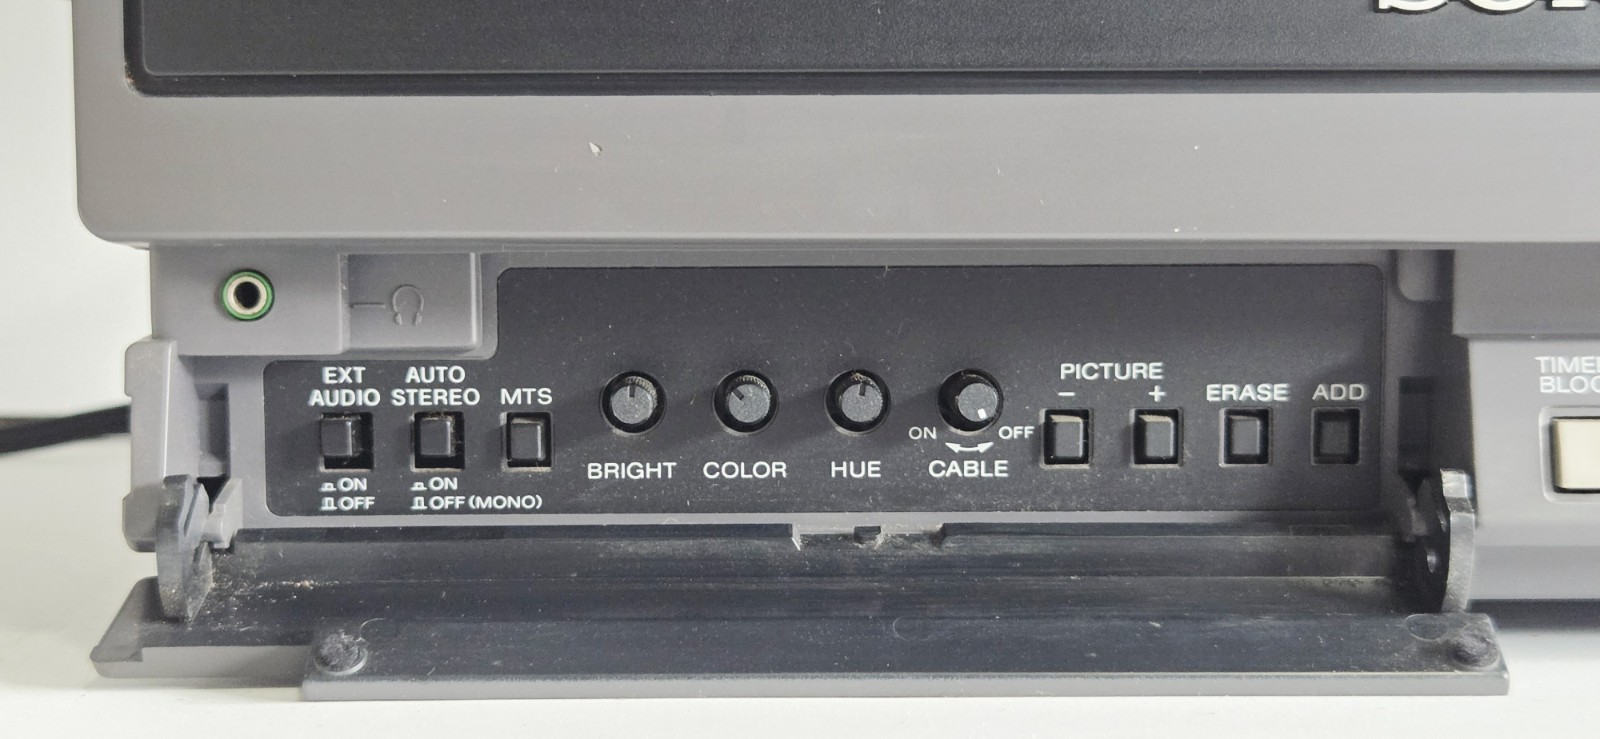 EXT
AUDIO
AUTO
STEREO
MTS
ON
OFF
ON
OFF (MONO)
BRIGHT
COLOR
HUE
ON
OFF
CABLE
PICTURE
- +
ERASE
ADD